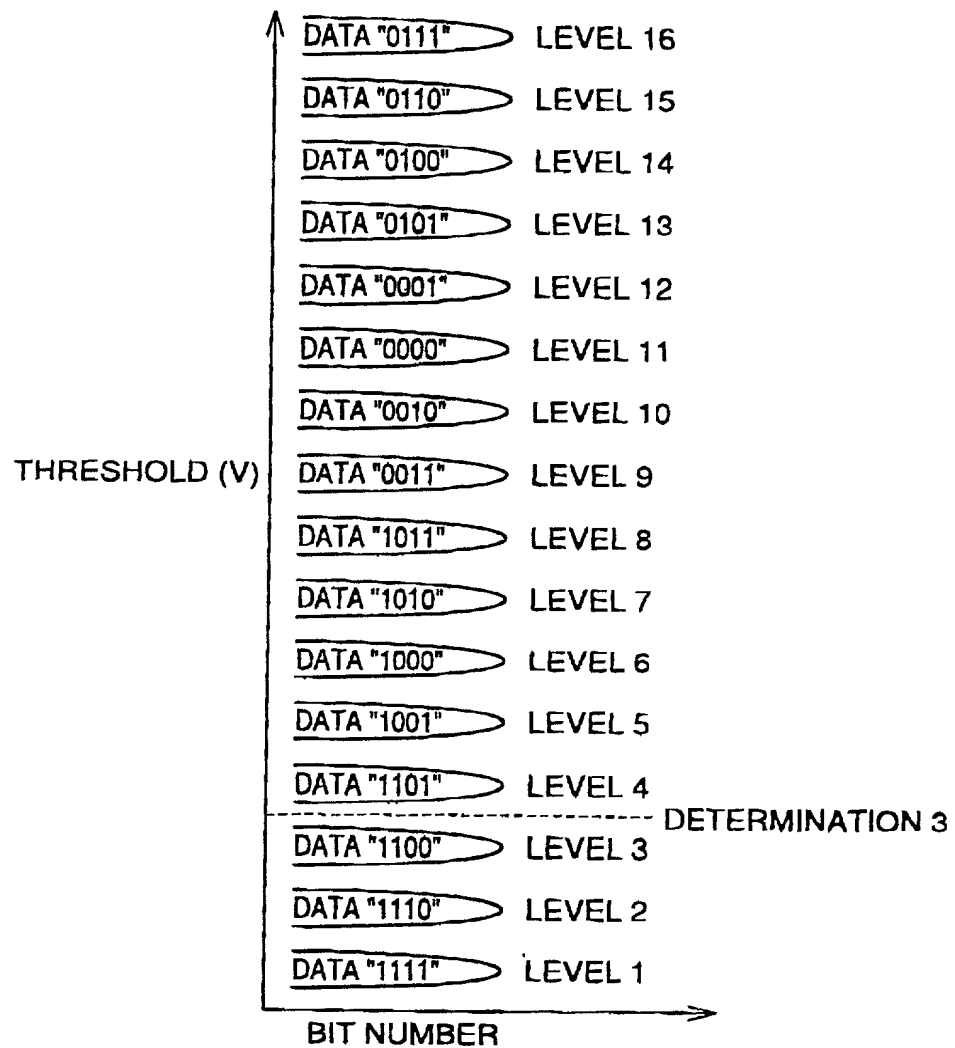 DATA "0111" LEVEL 16
DATA "0110" LEVEL 15
DATA "0100" LEVEL 14
DATA "0101" LEVEL 13
DATA "0001" LEVEL 12
DATA "0000" LEVEL 11
DATA "0010" LEVEL 10
THRESHOLD (V)
DATA "0011" LEVEL 9
DATA "1011" LEVEL 8
DATA "1010" LEVEL 7
DATA "1000" LEVEL 6
DATA "1001" LEVEL 5
DATA "1101" LEVEL 4
DETERMINATION 3
DATA "1100" LEVEL 3
DATA "1110" LEVEL 2
DATA "1111" LEVEL 1
BIT NUMBER